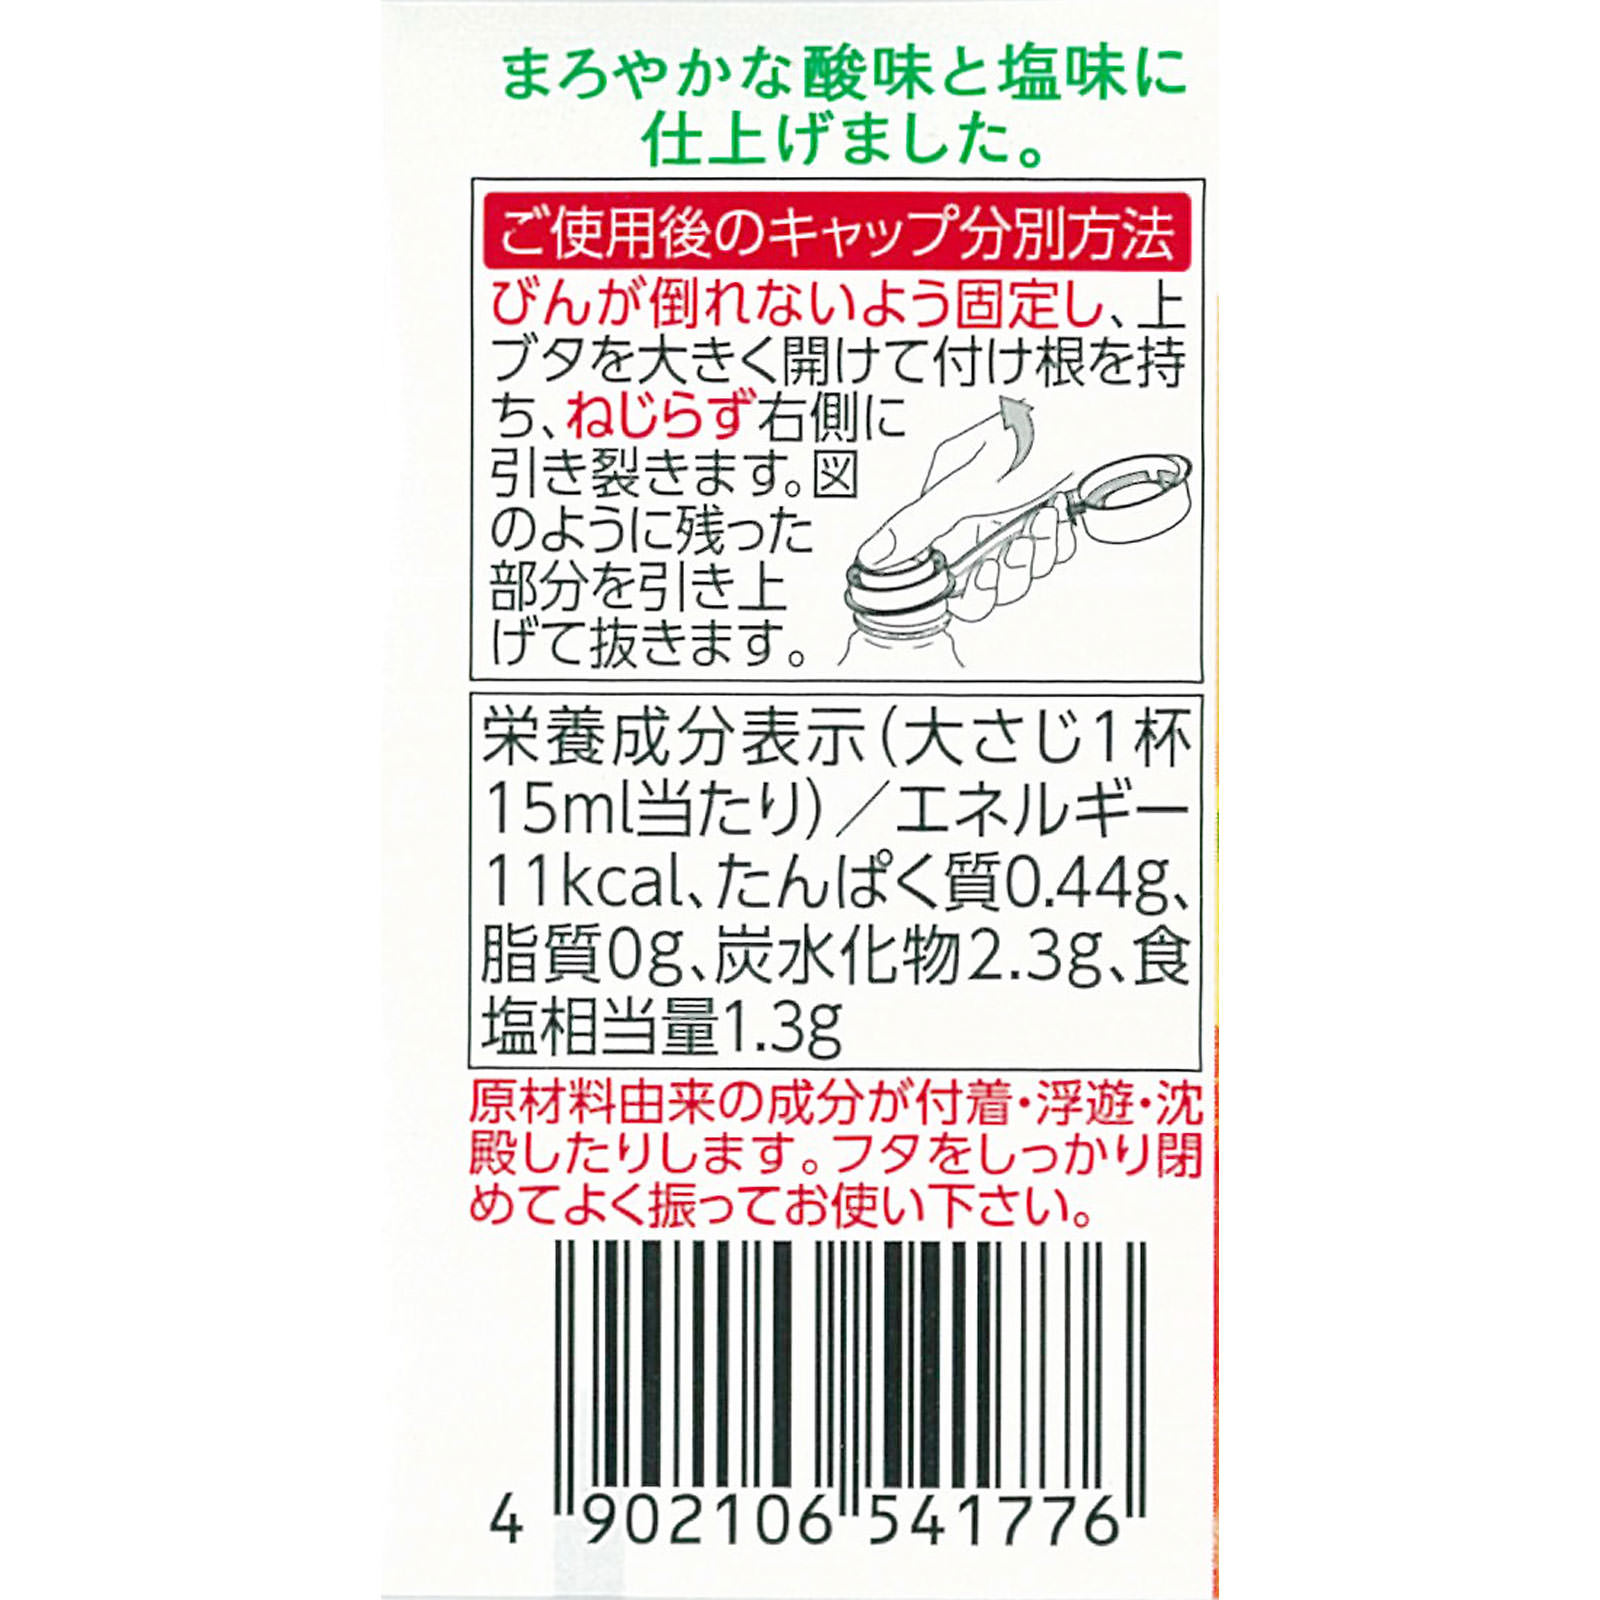 まろやかな酸味と塩味に
仕上げました。
ご使用後のキャップ分別方法
びんが倒れないよう固定し、上
ブタを大きく開けて付け根を持
ち、ねじらず右側に
引き裂きます。図
のように残った
部分を引き上
げて抜きます。
栄養成分表示(大さじ1杯
15ml当たり)／エネルギー
11kcal、たんぱく質0.44g、
脂質0g、炭水化物2.3g、食
塩相当量1.3g
原材料由来の成分が付着・浮遊・沈
殿したりします。フタをしっかり閉
めてよく振ってお使い下さい。
4 902106 541776